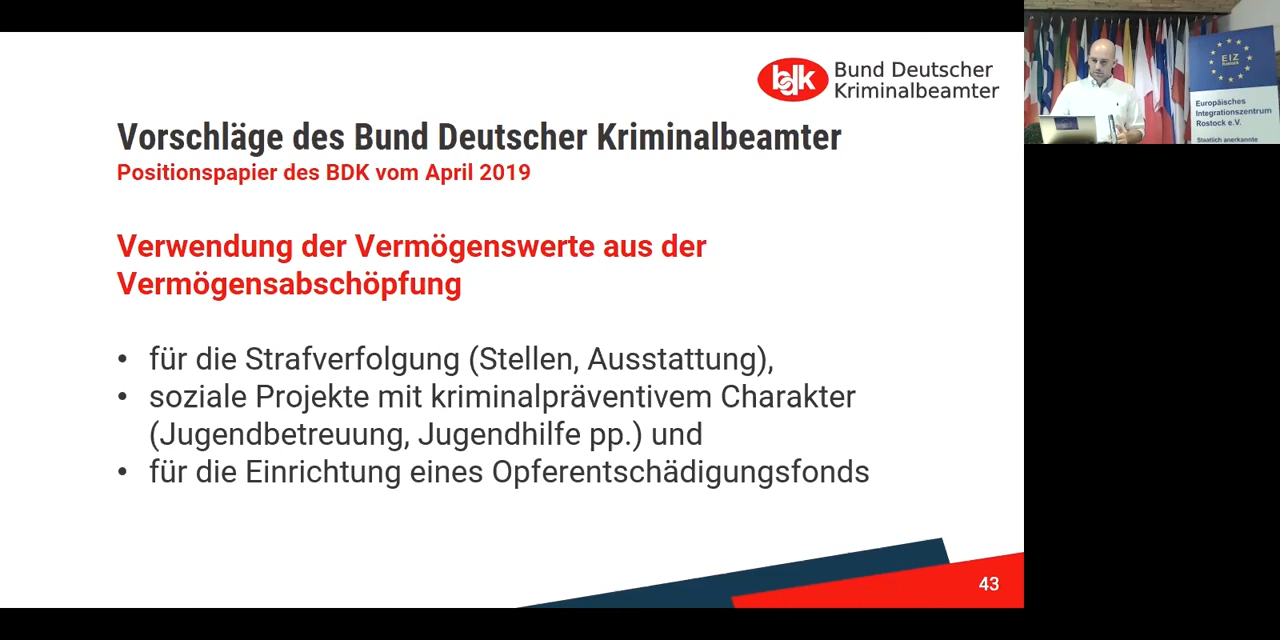 bdk Bund Deutscher
Kriminalbeamter
Vorschläge des Bund Deutscher Kriminalbeamter
Positionspapier des BDK vom April 2019
Verwendung der Vermögenswerte aus der
Vermögensabschöpfung
• für die Strafverfolgung (Stellen, Ausstattung),
• soziale Projekte mit kriminalpräventivem Charakter
(Jugendbetreuung, Jugendhilfe pp.) und
• für die Einrichtung eines Opferentschädigungsfonds
43
EIZ
Rostock
Europäisches
Integrationszentrum
Rostock e.V.
Staatlich anerkannte